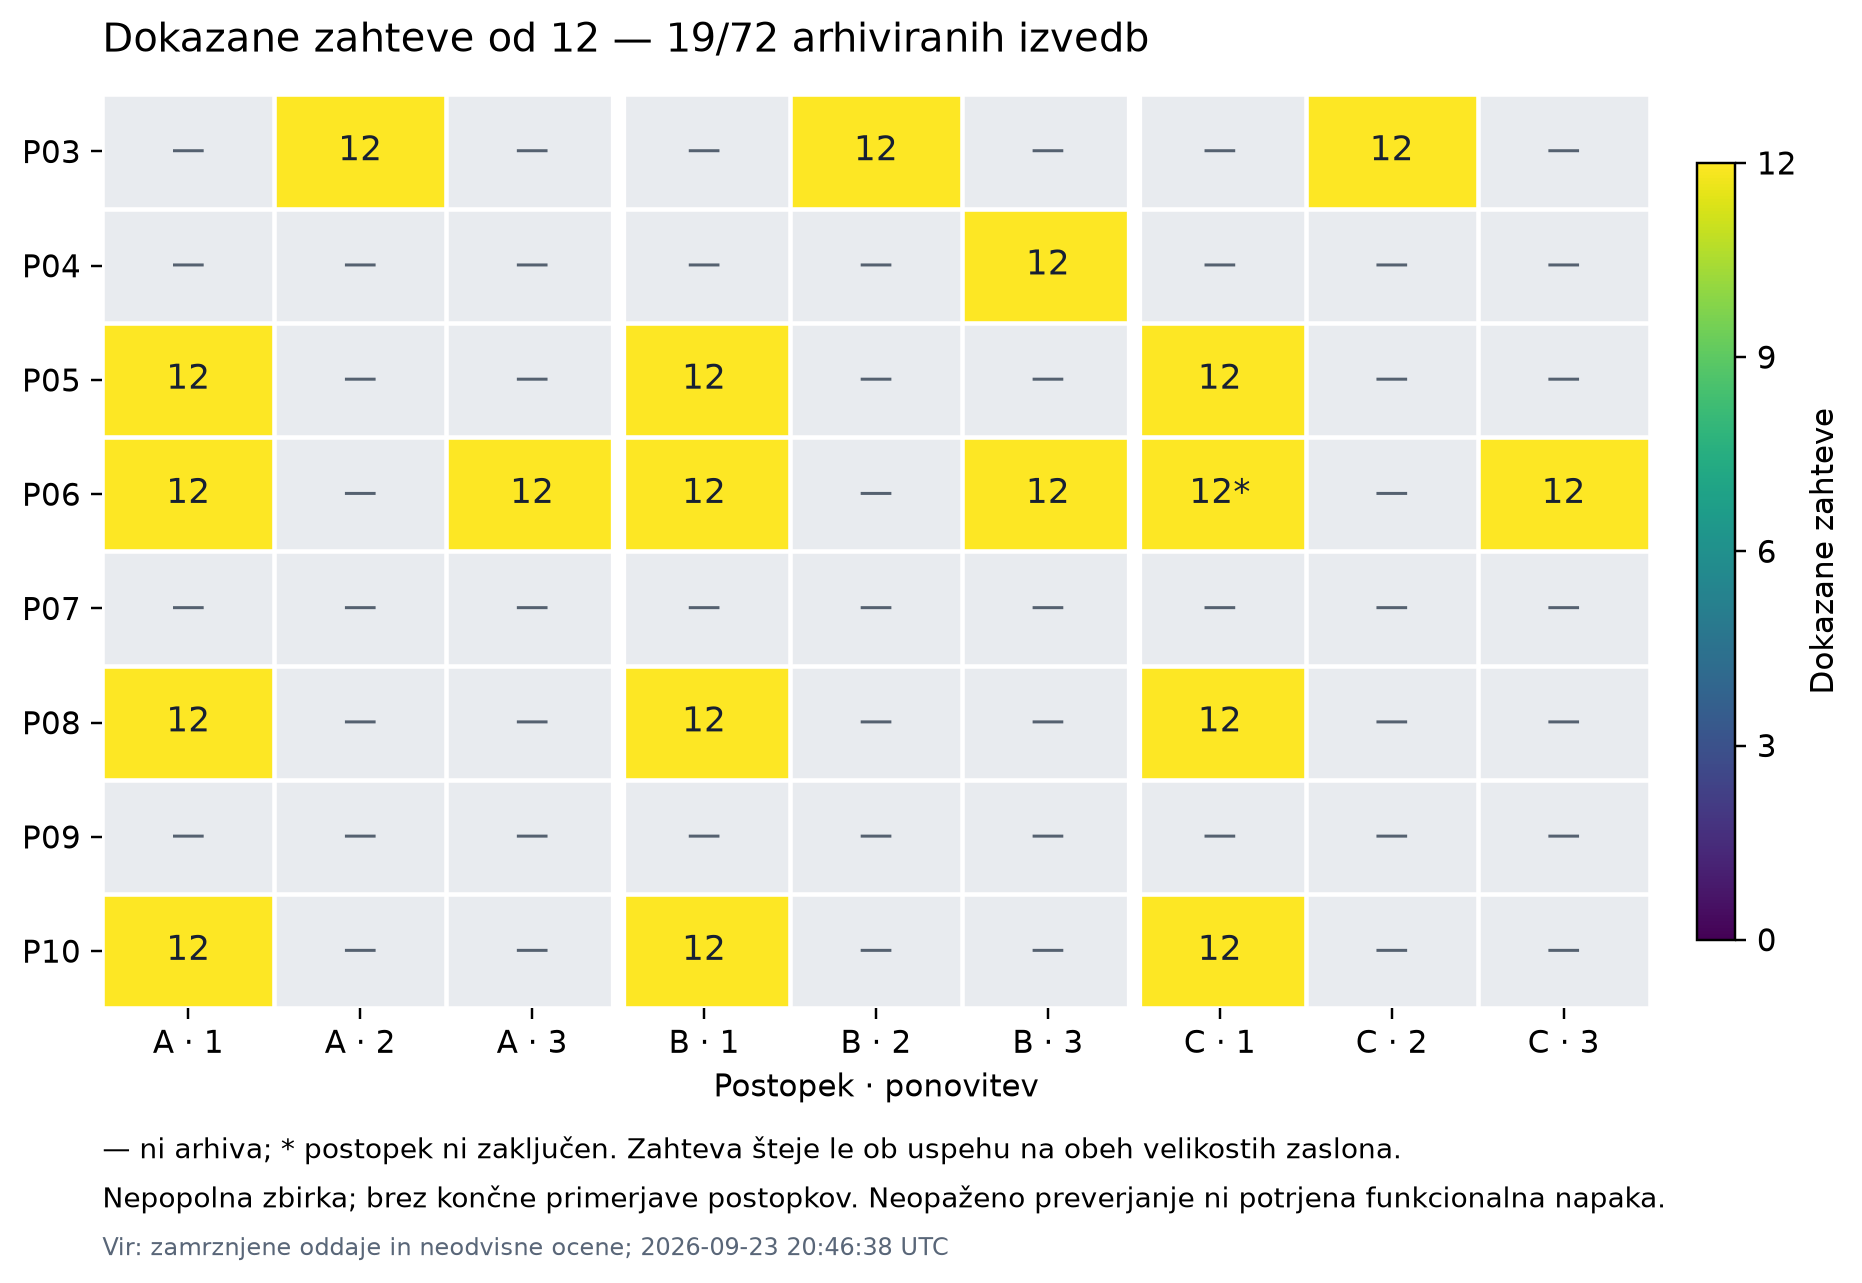 Dokazane zahteve od 12 — 19/72 arhiviranih izvedb
P03 — 12 — — 12 — — 12 —
P04 — — — — — 12 — — —
P05 12 — — 12 — — 12 — —
P06 12 — 12 12 — 12 12* — 12
P07 — — — — — — — — —
P08 12 — — 12 — — 12 — —
P09 — — — — — — — — —
P10 12 — — 12 — — 12 — —
A · 1 A · 2 A · 3 B · 1 B · 2 B · 3 C · 1 C · 2 C · 3
Postopek · ponovitev
12
9
6
3
0
Dokazane zahteve
— ni arhiva; * postopek ni zaključen. Zahteva šteje le ob uspehu na obeh velikostih zaslona.
Nepopolna zbirka; brez končne primerjave postopkov. Neopaženo preverjanje ni potrjena funkcionalna napaka.
Vir: zamrznjene oddaje in neodvisne ocene; 2026-09-23 20:46:38 UTC